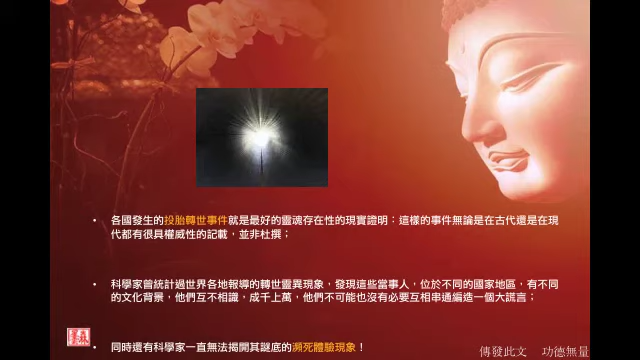 • 各國發生的投胎轉世事件就是最好的靈魂存在性的現實證明：這樣的事件無論是在古代還是在現
代都有很具權威性的記載，並非杜撰；
• 科學家曾統計過世界各地報導的轉世靈異現象，發現這些當事人，位於不同的國家地區，有不同
的文化背景，他們互不相識，成千上萬，他們不可能也沒有必要互相串通編造一個大謊言；
• 同時還有科學家一直無法揭開其謎底的瀕死體驗現象！
傳發此文 功德無量